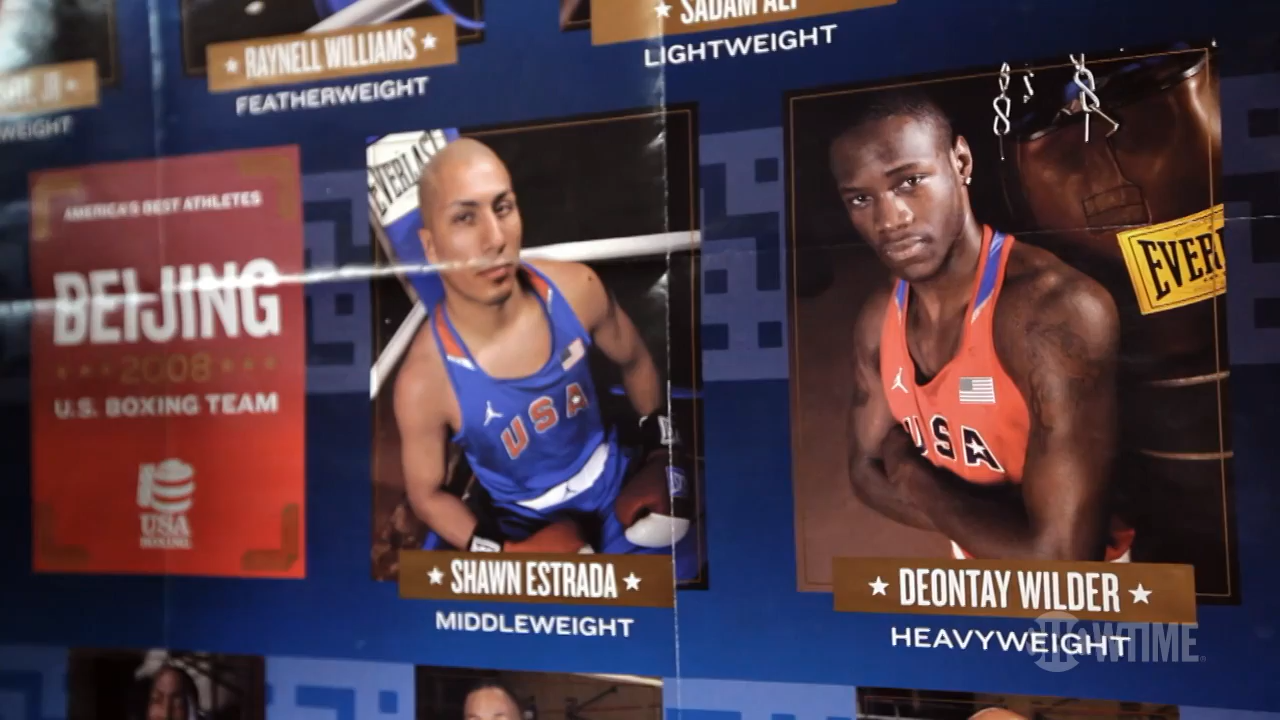 ★ SADAM ALI
★ RAYNELL WILLIAMS ★
LIGHTWEIGHT
FEATHERWEIGHT
WEIGHT
EVERLAST
AMERICA'S BEST ATHLETES
BEIJING
2008
U.S. BOXING TEAM
USA
BOXING
USA
EVER
USA
★ SHAWN ESTRADA ★
MIDDLEWEIGHT
★ DEONTAY WILDER ★
HEAVYWEIGHT
SHOWTIME